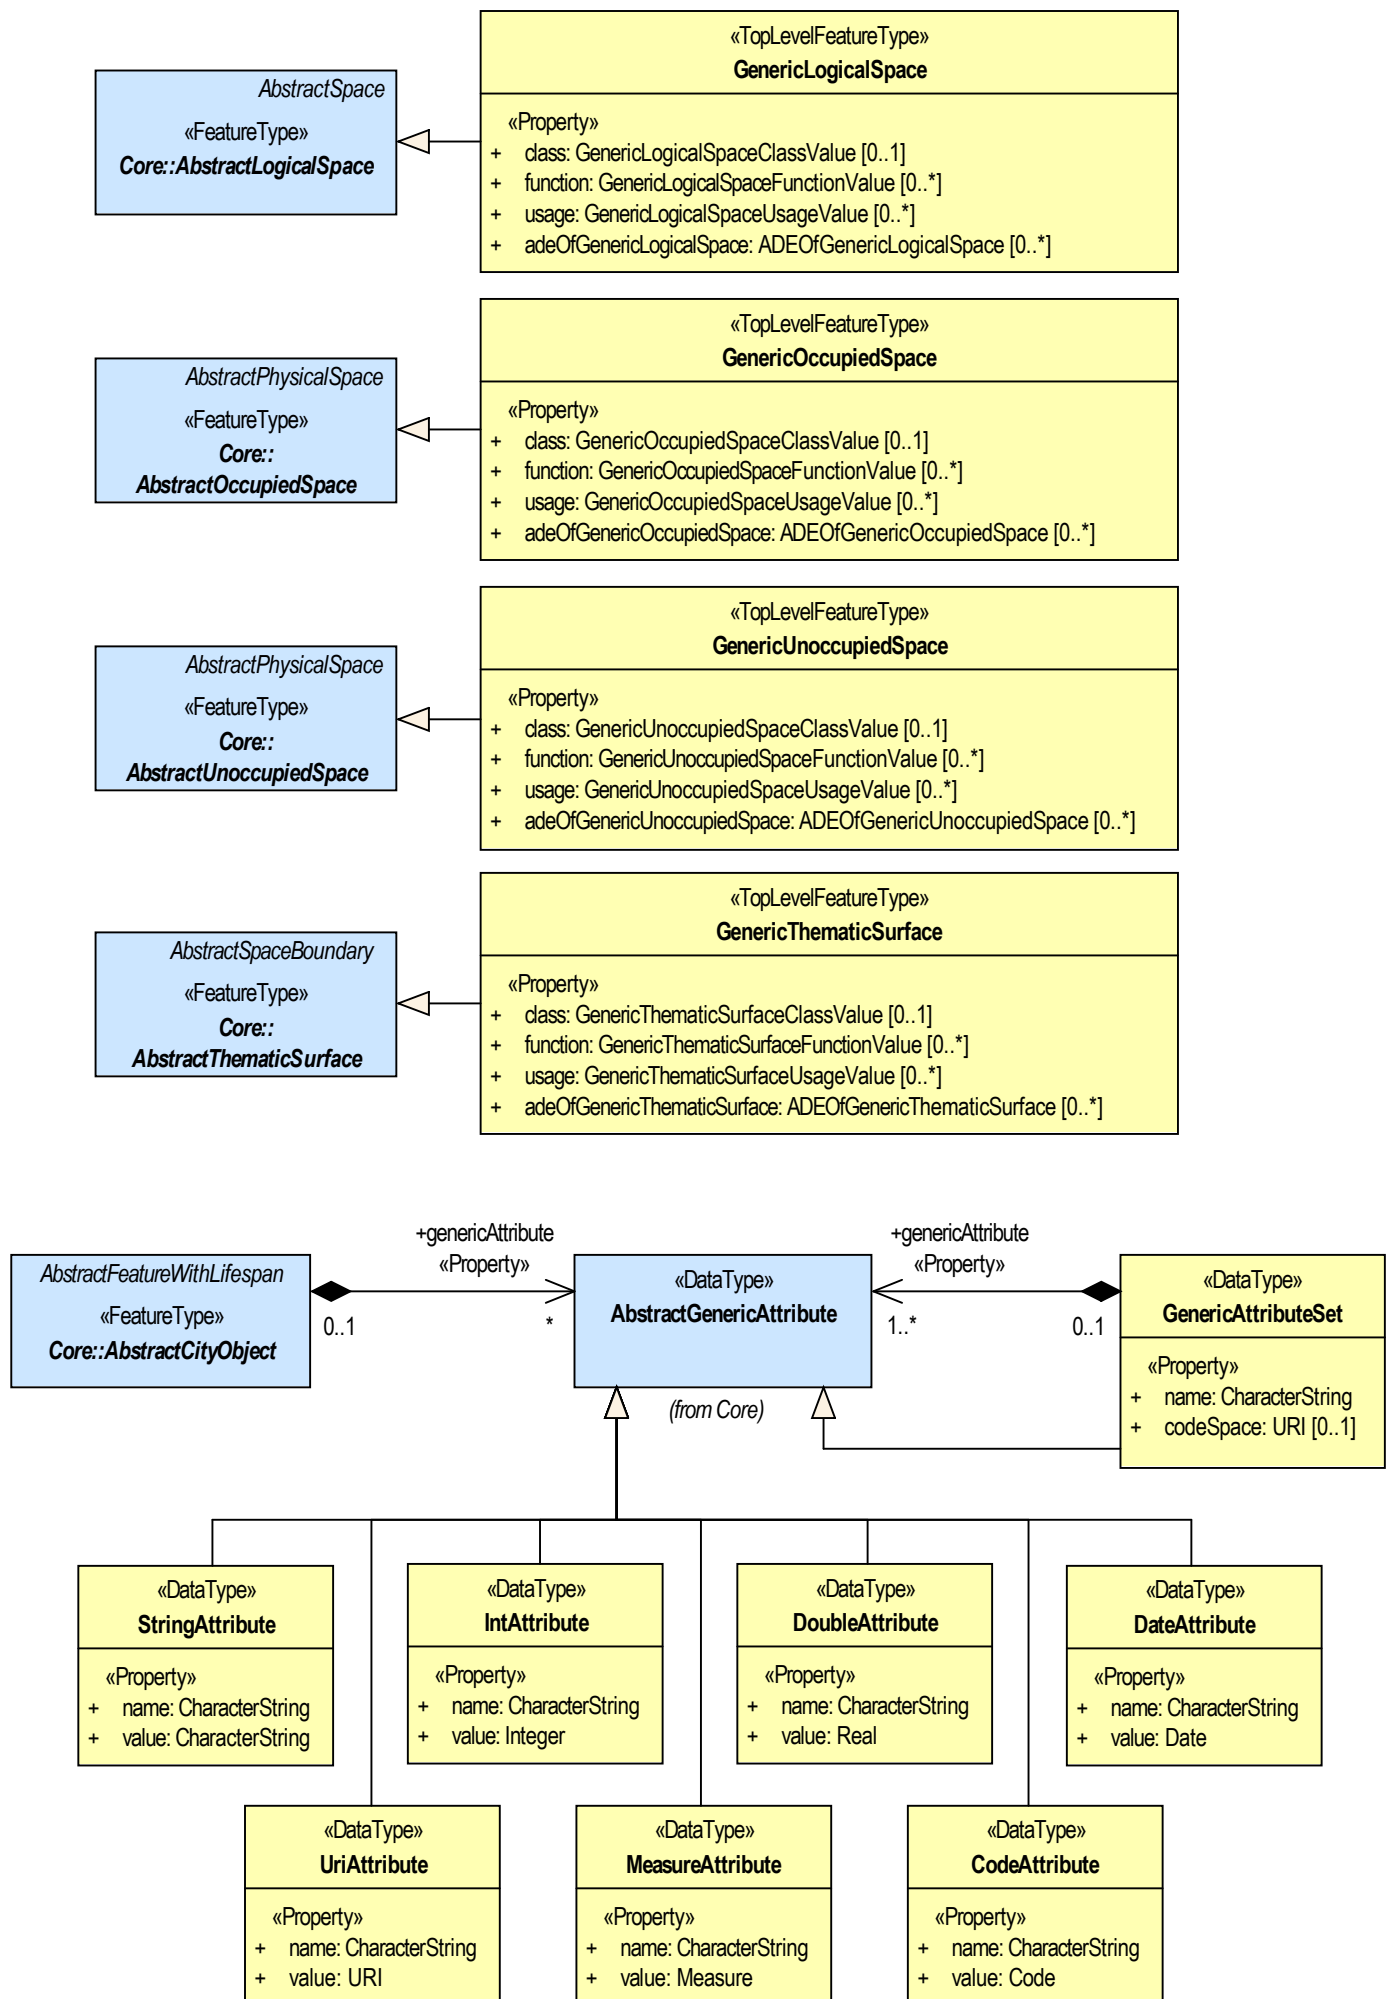 AbstractSpace
«FeatureType»
Core::AbstractLogicalSpace
«TopLevelFeatureType»
GenericLogicalSpace
«Property»
+ class: GenericLogicalSpaceClassValue [0..1]
+ function: GenericLogicalSpaceFunctionValue [0..*]
+ usage: GenericLogicalSpaceUsageValue [0..*]
+ adeOfGenericLogicalSpace: ADEOfGenericLogicalSpace [0..*]
AbstractPhysicalSpace
«FeatureType»
Core::
AbstractOccupiedSpace
«TopLevelFeatureType»
GenericOccupiedSpace
«Property»
+ class: GenericOccupiedSpaceClassValue [0..1]
+ function: GenericOccupiedSpaceFunctionValue [0..*]
+ usage: GenericOccupiedSpaceUsageValue [0..*]
+ adeOfGenericOccupiedSpace: ADEOfGenericOccupiedSpace [0..*]
AbstractPhysicalSpace
«FeatureType»
Core::
AbstractUnoccupiedSpace
«TopLevelFeatureType»
GenericUnoccupiedSpace
«Property»
+ class: GenericUnoccupiedSpaceClassValue [0..1]
+ function: GenericUnoccupiedSpaceFunctionValue [0..*]
+ usage: GenericUnoccupiedSpaceUsageValue [0..*]
+ adeOfGenericUnoccupiedSpace: ADEOfGenericUnoccupiedSpace [0..*]
AbstractSpaceBoundary
«FeatureType»
Core::
AbstractThematicSurface
«TopLevelFeatureType»
GenericThematicSurface
«Property»
+ class: GenericThematicSurfaceClassValue [0..1]
+ function: GenericThematicSurfaceFunctionValue [0..*]
+ usage: GenericThematicSurfaceUsageValue [0..*]
+ adeOfGenericThematicSurface: ADEOfGenericThematicSurface [0..*]
AbstractFeatureWithLifespan
«FeatureType»
Core::AbstractCityObject
+genericAttribute
«Property»
0..1
*
«DataType»
AbstractGenericAttribute
(from Core)
+genericAttribute
«Property»
1..*
0..1
«DataType»
GenericAttributeSet
«Property»
+ name: CharacterString
+ codeSpace: URI [0..1]
«DataType»
StringAttribute
«Property»
+ name: CharacterString
+ value: CharacterString
«DataType»
IntAttribute
«Property»
+ name: CharacterString
+ value: Integer
«DataType»
DoubleAttribute
«Property»
+ name: CharacterString
+ value: Real
«DataType»
DateAttribute
«Property»
+ name: CharacterString
+ value: Date
«DataType»
UriAttribute
«Property»
+ name: CharacterString
+ value: URI
«DataType»
MeasureAttribute
«Property»
+ name: CharacterString
+ value: Measure
«DataType»
CodeAttribute
«Property»
+ name: CharacterString
+ value: Code